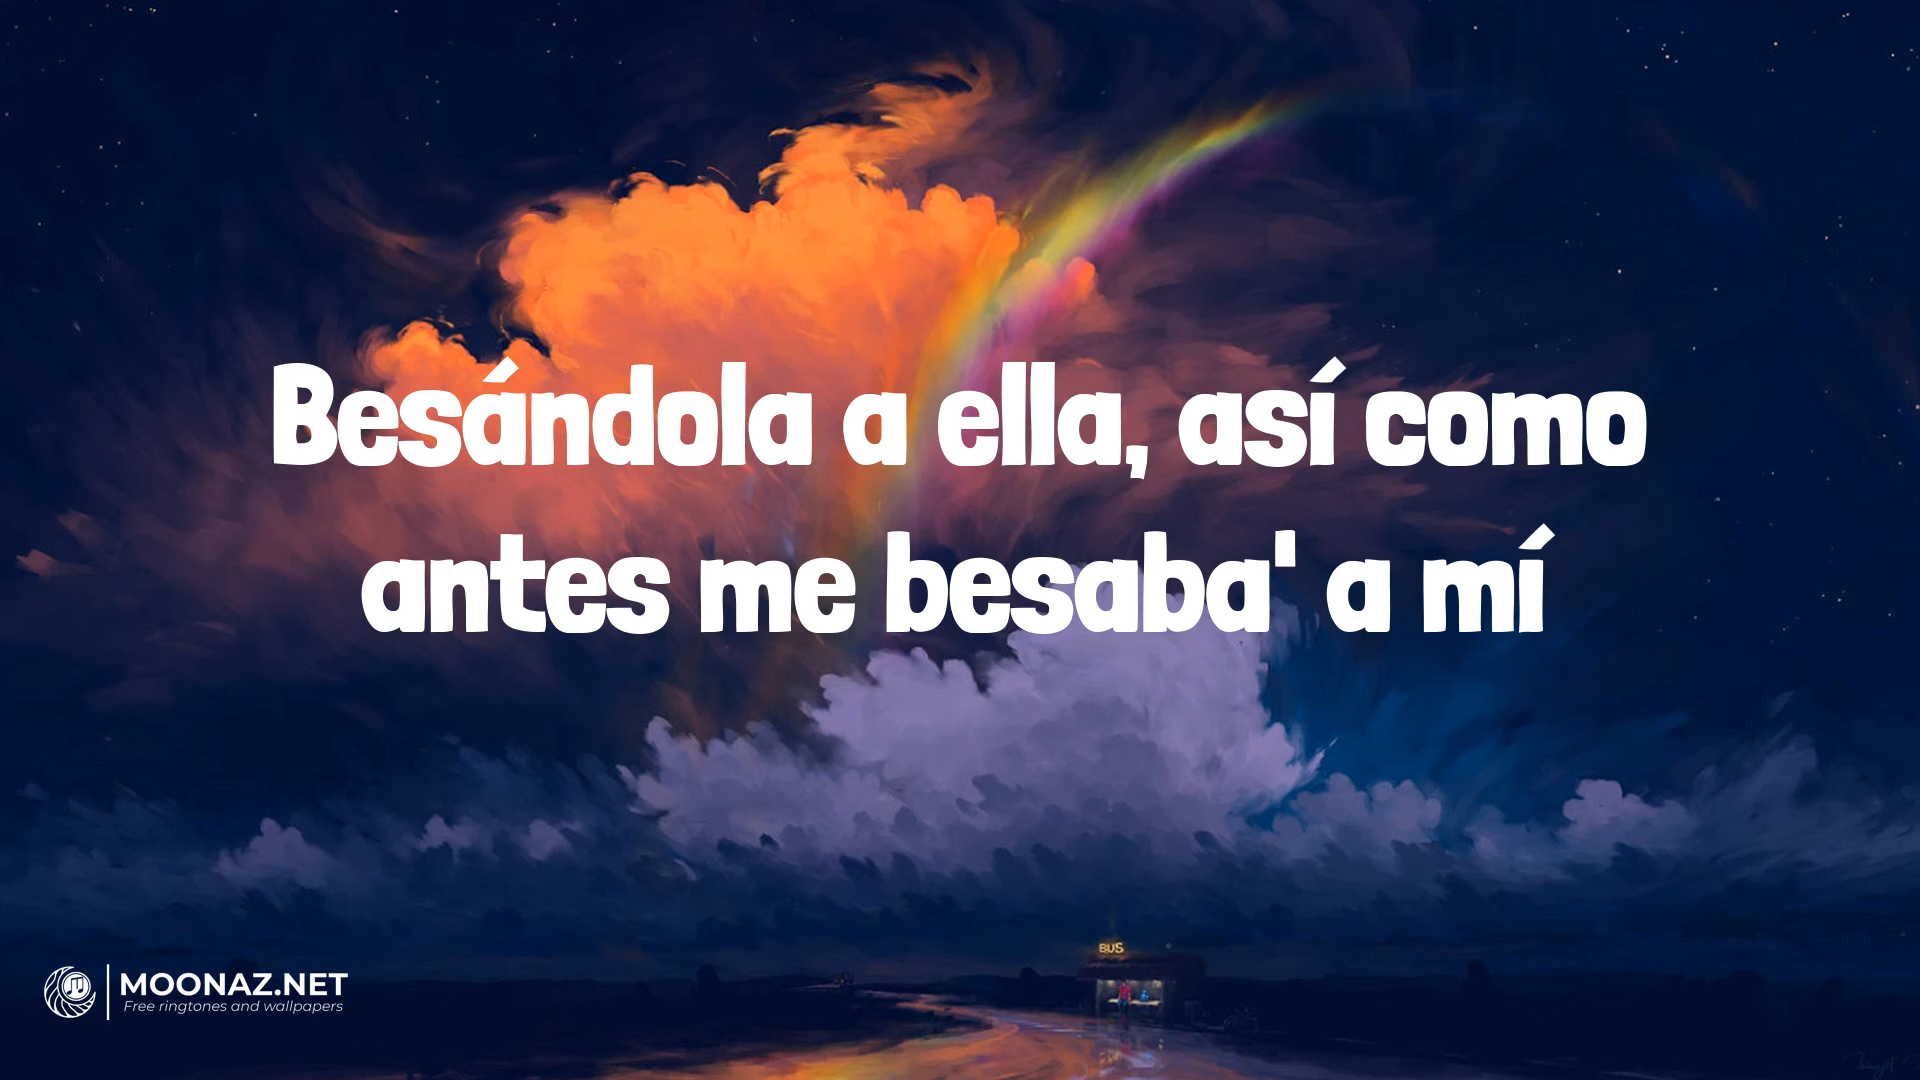 Besándola a ella, así como
antes me besaba' a mí
BUS
MOONAZ.NET
Free ringtones and wallpapers